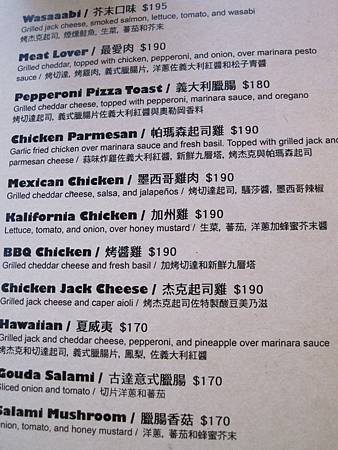 Wasaaabi / 芥末口味 $195
Grilled jack cheese, smoked salmon, lettuce, tomato, and wasabi
烤杰克起司, 煙燻鮭魚, 生菜, 蕃茄和芥末
Meat Lover / 最愛肉 $190
Grilled cheddar, topped with chicken, pepperoni, and onion, over marinara pesto
sauce / 烤切達, 烤雞肉, 義式臘腸片, 洋蔥佐義大利紅醬和松子青醬
Pepperoni Pizza Toast / 義大利臘腸 $180
Grilled cheddar cheese, topped with pepperoni, marinara sauce, and oregano
烤切達起司, 義式臘腸片佐義大利紅醬與奧勒岡香料
Chicken Parmesan / 帕瑪森起司雞 $190
Garlic fried chicken over marinara sauce and fresh basil. Topped with grilled jack and
parmesan cheese / 蒜味炸雞佐義大利紅醬, 新鮮九層塔, 烤杰克與帕瑪森起司
Mexican Chicken / 墨西哥雞肉 $190
Grilled cheddar cheese, salsa, and jalapeños / 烤切達起司, 騷莎醬, 墨西哥辣椒
Kalifornia Chicken / 加州雞 $190
Lettuce, tomato, and onion, over honey mustard / 生菜, 蕃茄, 洋蔥加蜂蜜芥末醬
BBQ Chicken / 烤醬雞 $190
Grilled cheddar cheese and fresh basil / 加烤切達和新鮮九層塔
Chicken Jack Cheese / 杰克起司雞 $190
Grilled jack cheese and caper aioli / 烤杰克起司佐特製酸豆美乃滋
Hawaiian / 夏威夷 $170
Grilled jack and cheddar cheese, pepperoni, and pineapple over marinara sauce
烤杰克和切達起司, 義式臘腸片, 鳳梨, 佐義大利紅醬
Gouda Salami / 古達意式臘腸 $170
Sliced onion and tomato / 切片洋蔥和蕃茄
Salami Mushroom / 臘腸香菇 $170
onion, tomato, and honey mustard / 洋蔥, 蕃茄和蜂蜜芥末